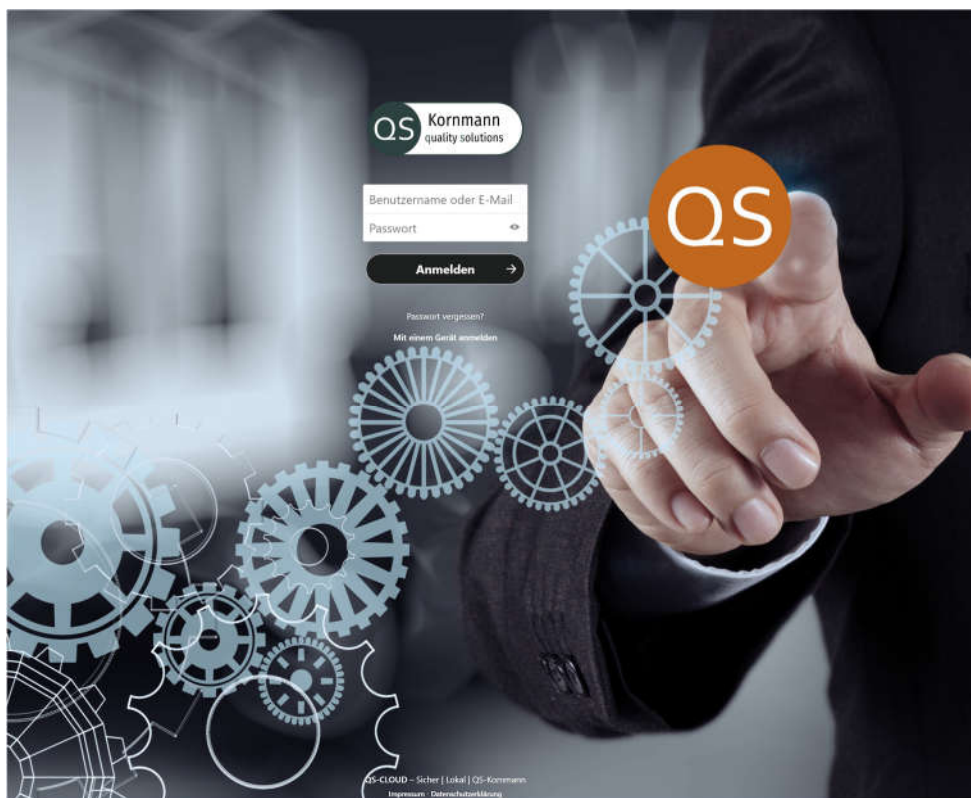 QS Kornmann
quality solutions
QS
Benutzername oder E-Mail
Passwort
Anmelden
Passwort vergessen?
Mit einem Gerät anmelden
QS-CLOUD – Sicher | Lokal | QS-Kornmann
Impressum · Datenschutzerklärung